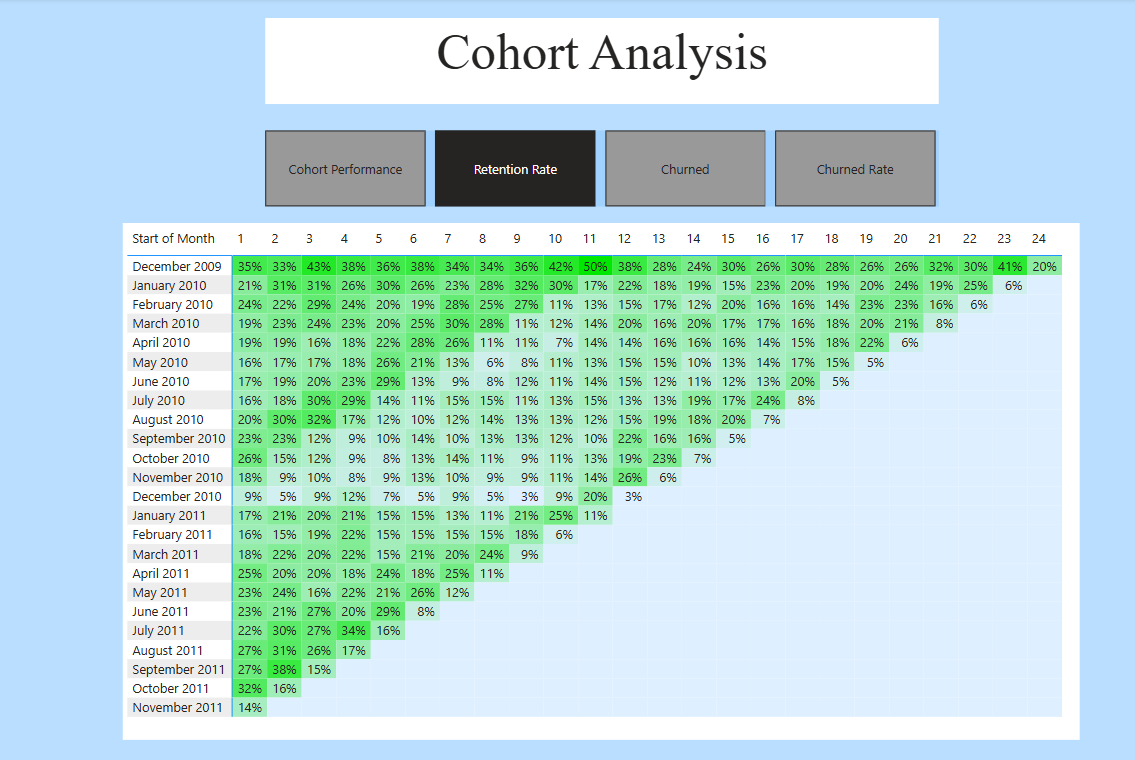 Cohort Analysis
Cohort Performance Retention Rate Churned Churned Rate
Start of Month 1 2 3 4 5 6 7 8 9 10 11 12 13 14 15 16 17 18 19 20 21 22 23 24
December 2009 35% 33% 43% 38% 36% 38% 34% 34% 36% 42% 50% 38% 28% 24% 30% 26% 30% 28% 26% 26% 32% 30% 41% 20%
January 2010 21% 31% 31% 26% 30% 26% 23% 28% 32% 30% 17% 22% 18% 19% 15% 23% 20% 19% 20% 24% 19% 25% 6%
February 2010 24% 22% 29% 24% 20% 19% 28% 25% 27% 11% 13% 15% 17% 12% 20% 16% 16% 14% 23% 23% 16% 6%
March 2010 19% 23% 24% 23% 20% 25% 30% 28% 11% 12% 14% 20% 16% 20% 17% 17% 16% 18% 20% 21% 8%
April 2010 19% 19% 16% 18% 22% 28% 26% 11% 11% 7% 14% 14% 16% 16% 16% 14% 15% 18% 22% 6%
May 2010 16% 17% 17% 18% 26% 21% 13% 6% 8% 11% 13% 15% 15% 10% 13% 14% 17% 15% 5%
June 2010 17% 19% 20% 23% 29% 13% 9% 8% 12% 11% 14% 15% 12% 11% 12% 13% 20% 5%
July 2010 16% 18% 30% 29% 14% 11% 15% 15% 11% 13% 15% 13% 13% 19% 17% 24% 8%
August 2010 20% 30% 32% 17% 12% 10% 12% 14% 13% 13% 12% 15% 19% 18% 20% 7%
September 2010 23% 23% 12% 9% 10% 14% 10% 13% 13% 12% 10% 22% 16% 16% 5%
October 2010 26% 15% 12% 9% 8% 13% 14% 11% 9% 11% 13% 19% 23% 7%
November 2010 18% 9% 10% 8% 9% 13% 10% 9% 9% 11% 14% 26% 6%
December 2010 9% 5% 9% 12% 7% 5% 9% 5% 3% 9% 20% 3%
January 2011 17% 21% 20% 21% 15% 15% 13% 11% 21% 25% 11%
February 2011 16% 15% 19% 22% 15% 15% 15% 15% 18% 6%
March 2011 18% 22% 20% 22% 15% 21% 20% 24% 9%
April 2011 25% 20% 20% 18% 24% 18% 25% 11%
May 2011 23% 24% 16% 22% 21% 26% 12%
June 2011 23% 21% 27% 20% 29% 8%
July 2011 22% 30% 27% 34% 16%
August 2011 27% 31% 26% 17%
September 2011 27% 38% 15%
October 2011 32% 16%
November 2011 14%